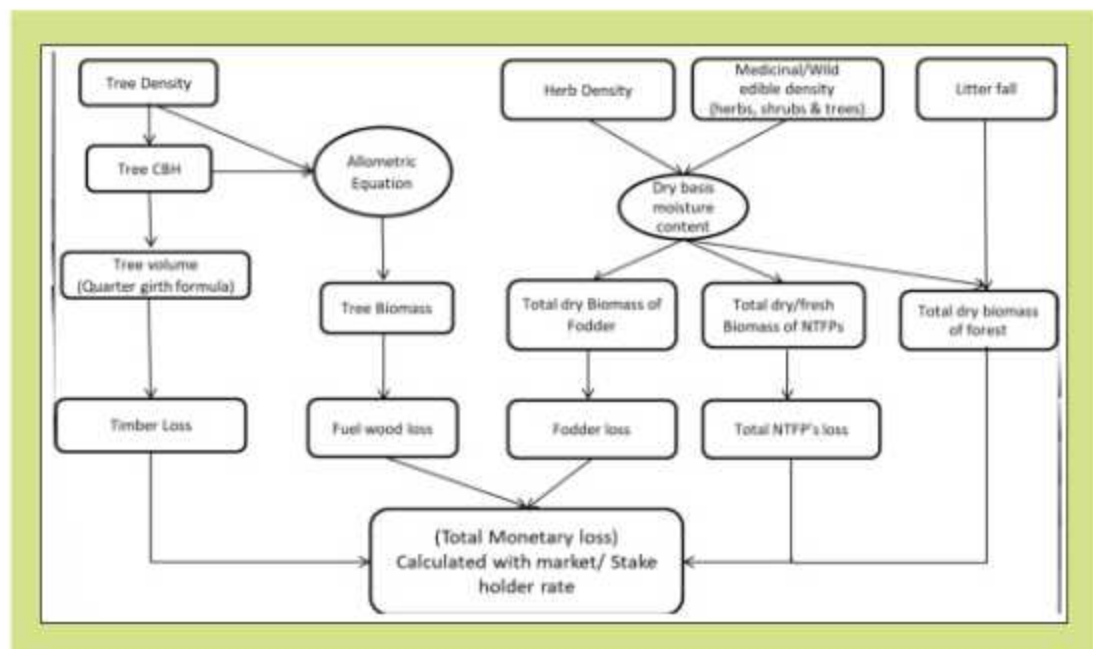 Tree Density
Herb Density
Medicinal/Wild
edible density
(herbs, shrubs & trees)
Litter fall
Tree CBH
Allometric
Equation
Dry basis
moisture
content
Tree volume
(Quarter girth formula)
Tree Biomass
Total dry Biomass of
Fodder
Total dry/fresh
Biomass of NTFPs
Total dry biomass
of forest
Timber Loss
Fuel wood loss
Fodder loss
Total NTFP's loss
(Total Monetary loss)
Calculated with market/ Stake
holder rate